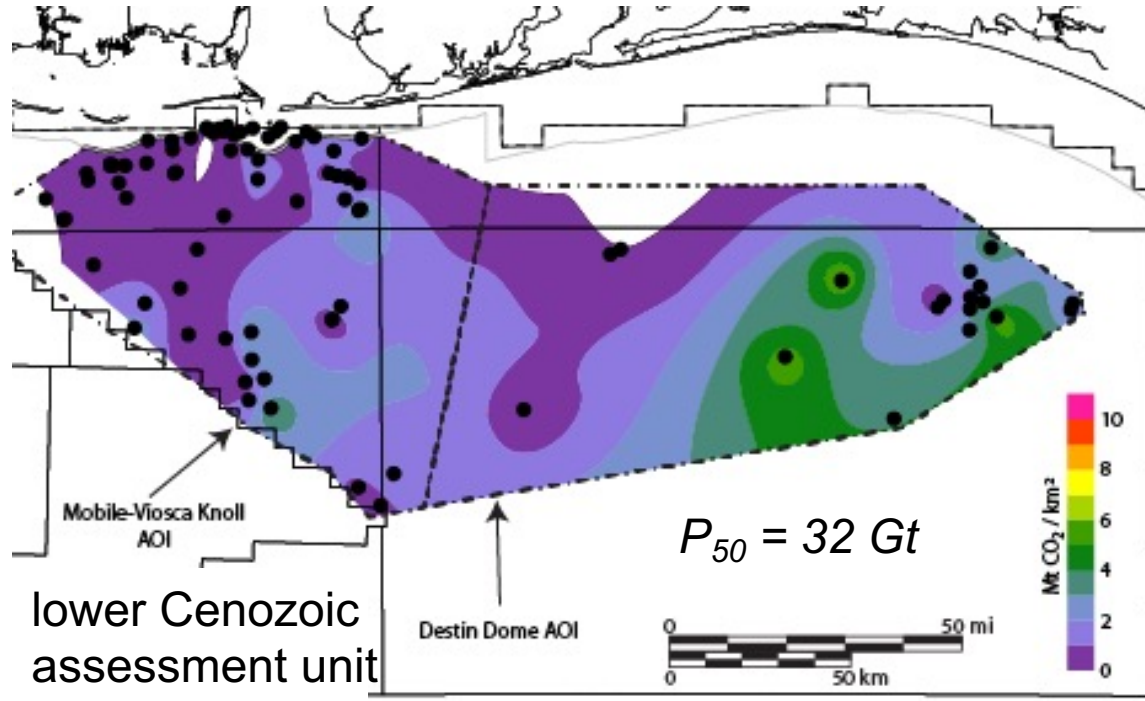 10
8
Mt CO₂ / km²
6
4
2
0
Mobile-Viosca Knoll
AOI
P₅₀ = 32 Gt
lower Cenozoic
assessment unit
Destin Dome AOI
0 50 mi
0 50 km